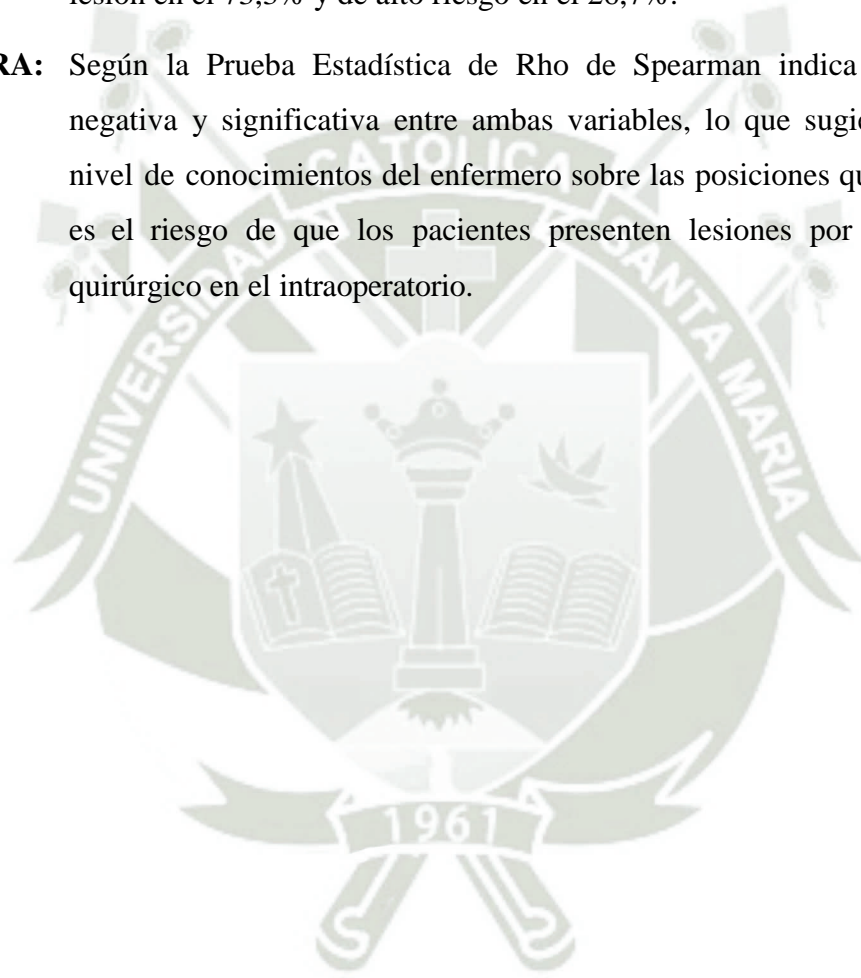 lesión en el 73,3% y de alto riesgo en el 26,7%.
RA: Según la Prueba Estadística de Rho de Spearman indica
negativa y significativa entre ambas variables, lo que sugie
nivel de conocimientos del enfermero sobre las posiciones qu
es el riesgo de que los pacientes presenten lesiones por
quirúrgico en el intraoperatorio.
UNIVERSIDAD CATOLICA SANTA MARIA
1961